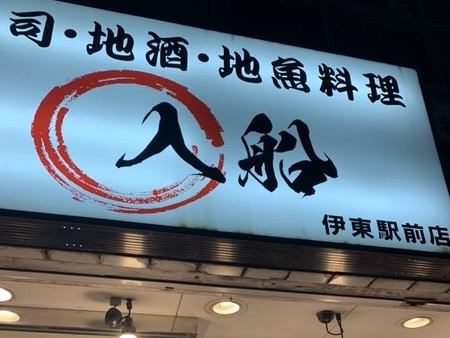 司・地酒・地魚料理
入船
伊東駅前店